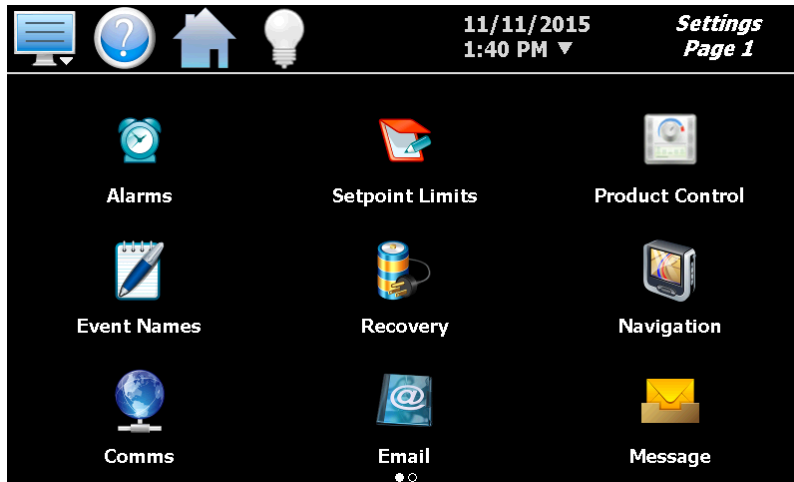 11/11/2015 Settings
1:40 PM ▼ Page 1
Alarms Setpoint Limits Product Control
Event Names Recovery Navigation
Comms Email Message